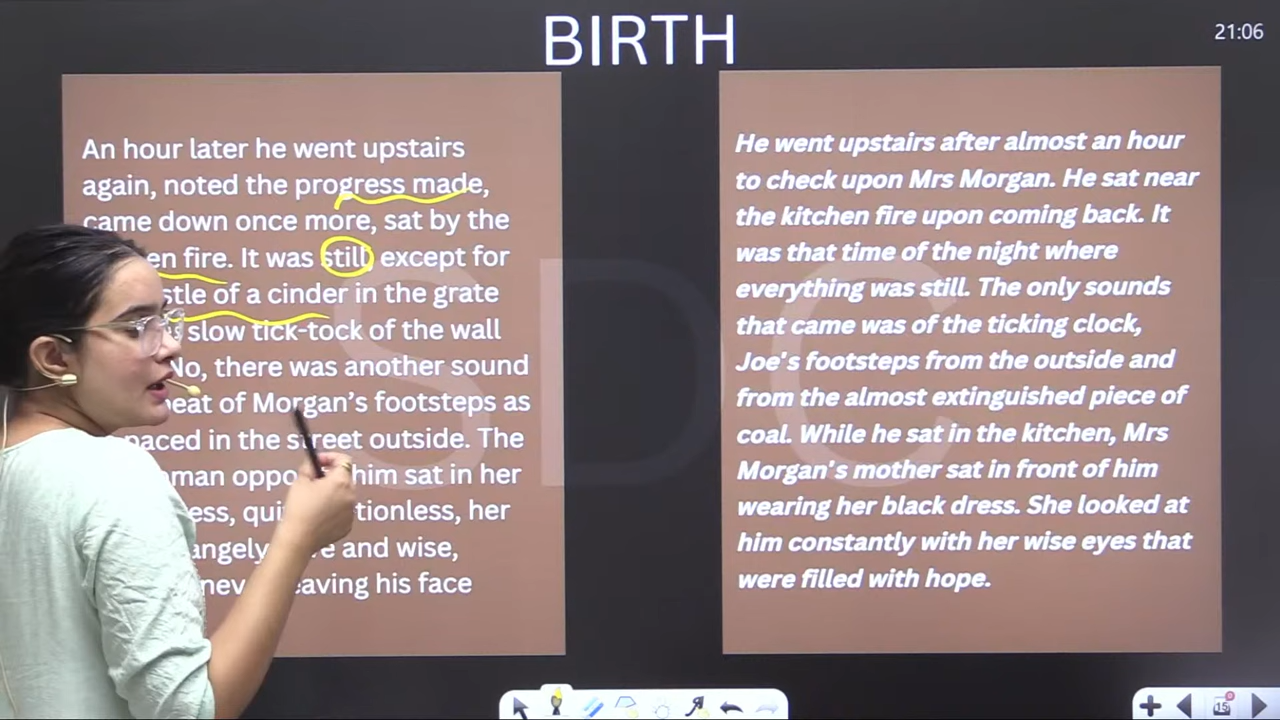 BIRTH
21:06
An hour later he went upstairs
again, noted the progress made,
came down once more, sat by the
en fire. It was still, except for
stle of a cinder in the grate
slow tick-tock of the wall
No, there was another sound
beat of Morgan's footsteps as
paced in the street outside. The
man oppo him sat in her
ess, qui tionless, her
angely e and wise,
nev eaving his face
He went upstairs after almost an hour
to check upon Mrs Morgan. He sat near
the kitchen fire upon coming back. It
was that time of the night where
everything was still. The only sounds
that came was of the ticking clock,
Joe's footsteps from the outside and
from the almost extinguished piece of
coal. While he sat in the kitchen, Mrs
Morgan's mother sat in front of him
wearing her black dress. She looked at
him constantly with her wise eyes that
were filled with hope.
SDC
15